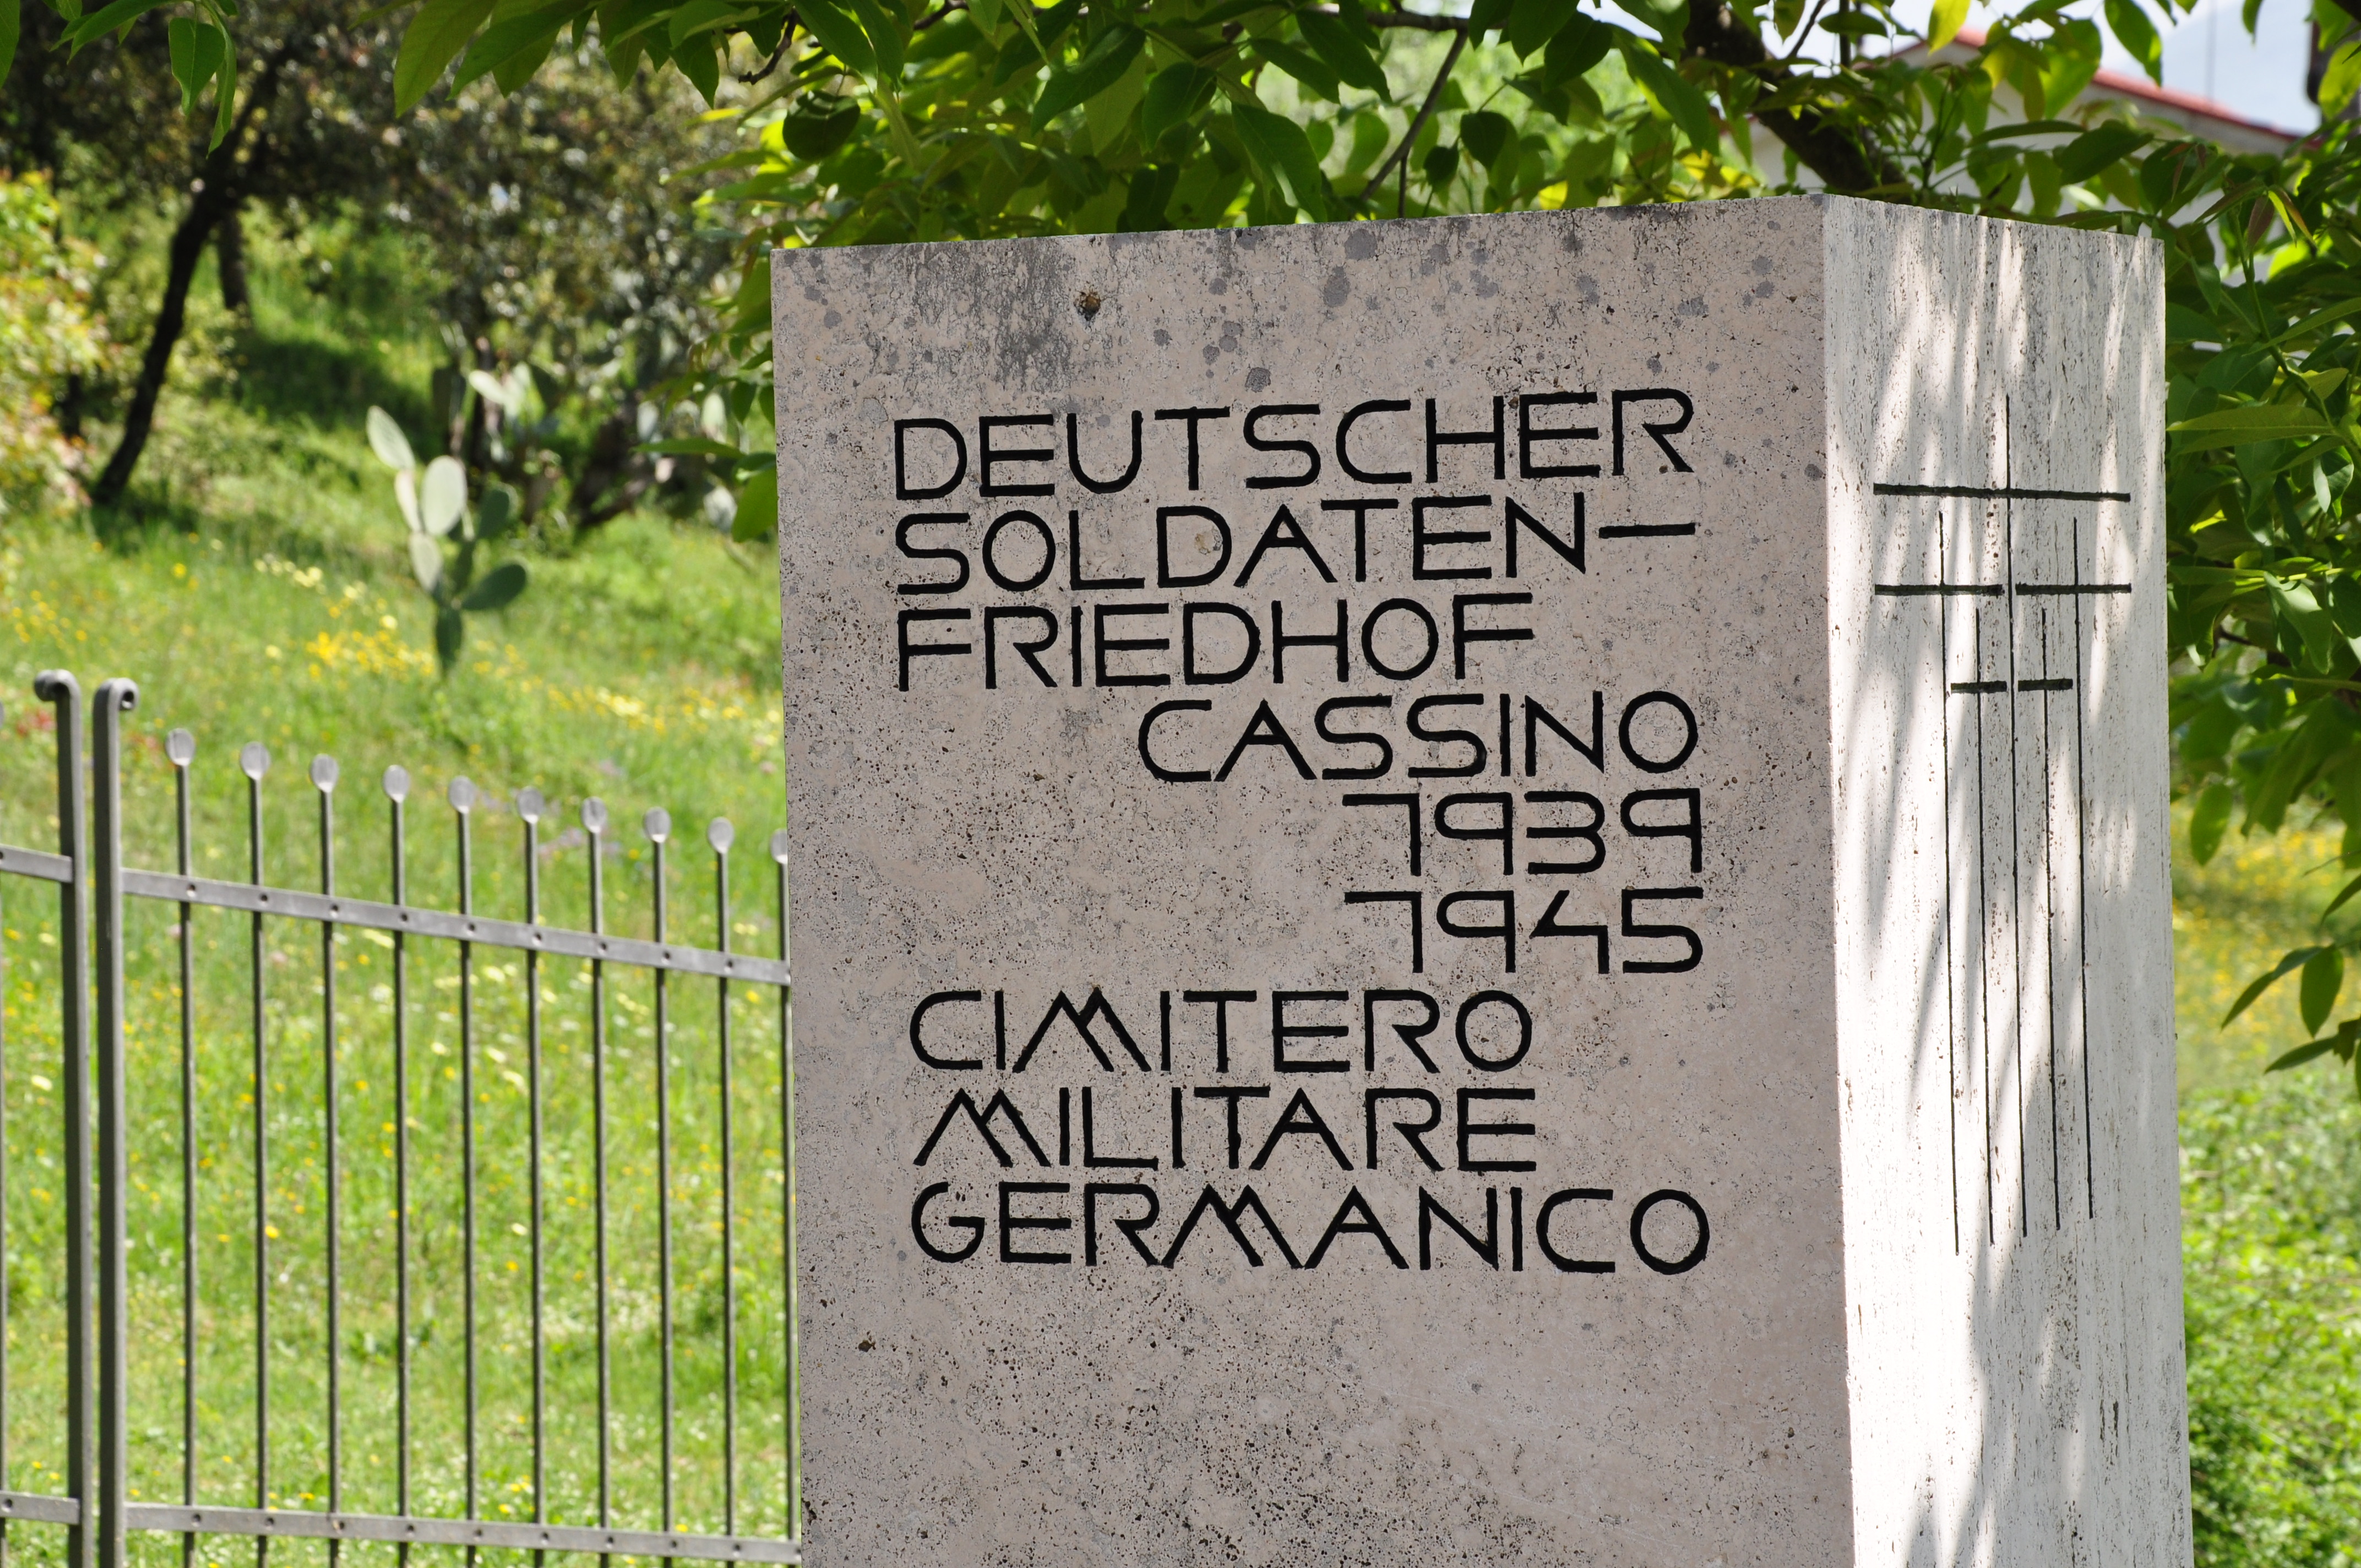 DEUTSCHER
SOLDATEN-
FRIEDHOF
CASSINO
1939
1945
CIMITERO
MILITARE
GERMANICO